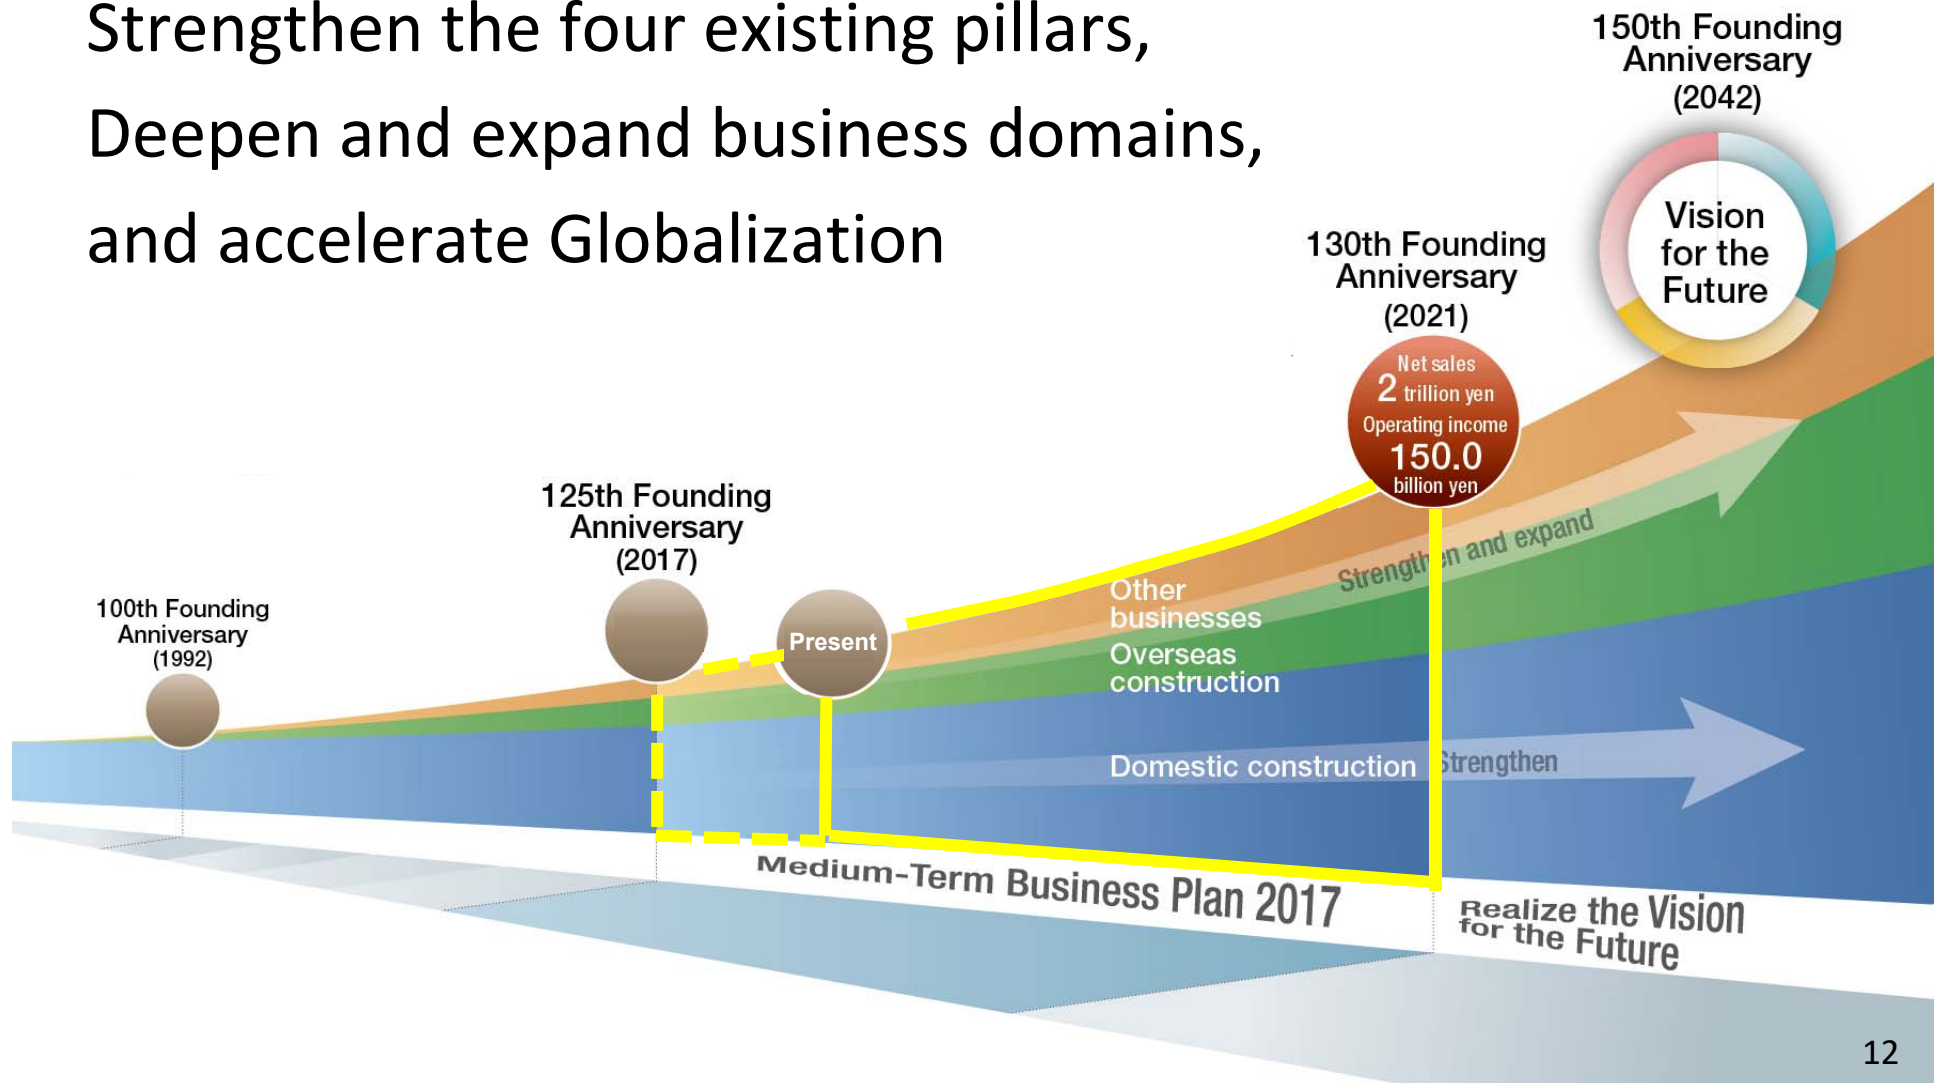 Strengthen the four existing pillars,
Deepen and expand business domains,
and accelerate Globalization
150th Founding
Anniversary
(2042)
Vision
for the
Future
130th Founding
Anniversary
(2021)
Net sales
2 trillion yen
Operating income
150.0
billion yen
125th Founding
Anniversary
(2017)
100th Founding
Anniversary
(1992)
Present
Strengthen and expand
Other
businesses
Overseas
construction
Domestic construction
Strengthen
Medium-Term Business Plan 2017
Realize the Vision
for the Future
12